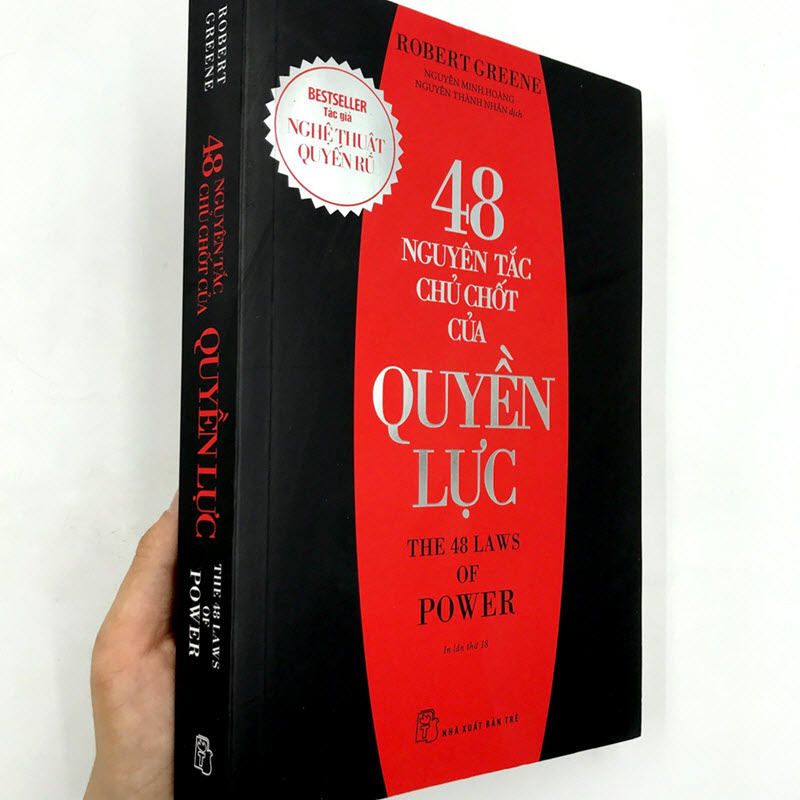 ROBERT GREENE
48 NGUYÊN TẮC
CHỦ CHỐT CỦA
QUYỀN LỰC
THE 48 LAWS
OF
POWER
BESTSELLER
Tác giả
NGHỆ THUẬT
QUYẾN RŨ
ROBERT GREENE
NGUYỄN MINH HOÀNG
NGUYỄN THÀNH NHÂN dịch
48
NGUYÊN TẮC
CHỦ CHỐT
CỦA
QUYỀN
LỰC
THE 48 LAWS
OF
POWER
In lần thứ 18
NHÀ XUẤT BẢN TRẺ